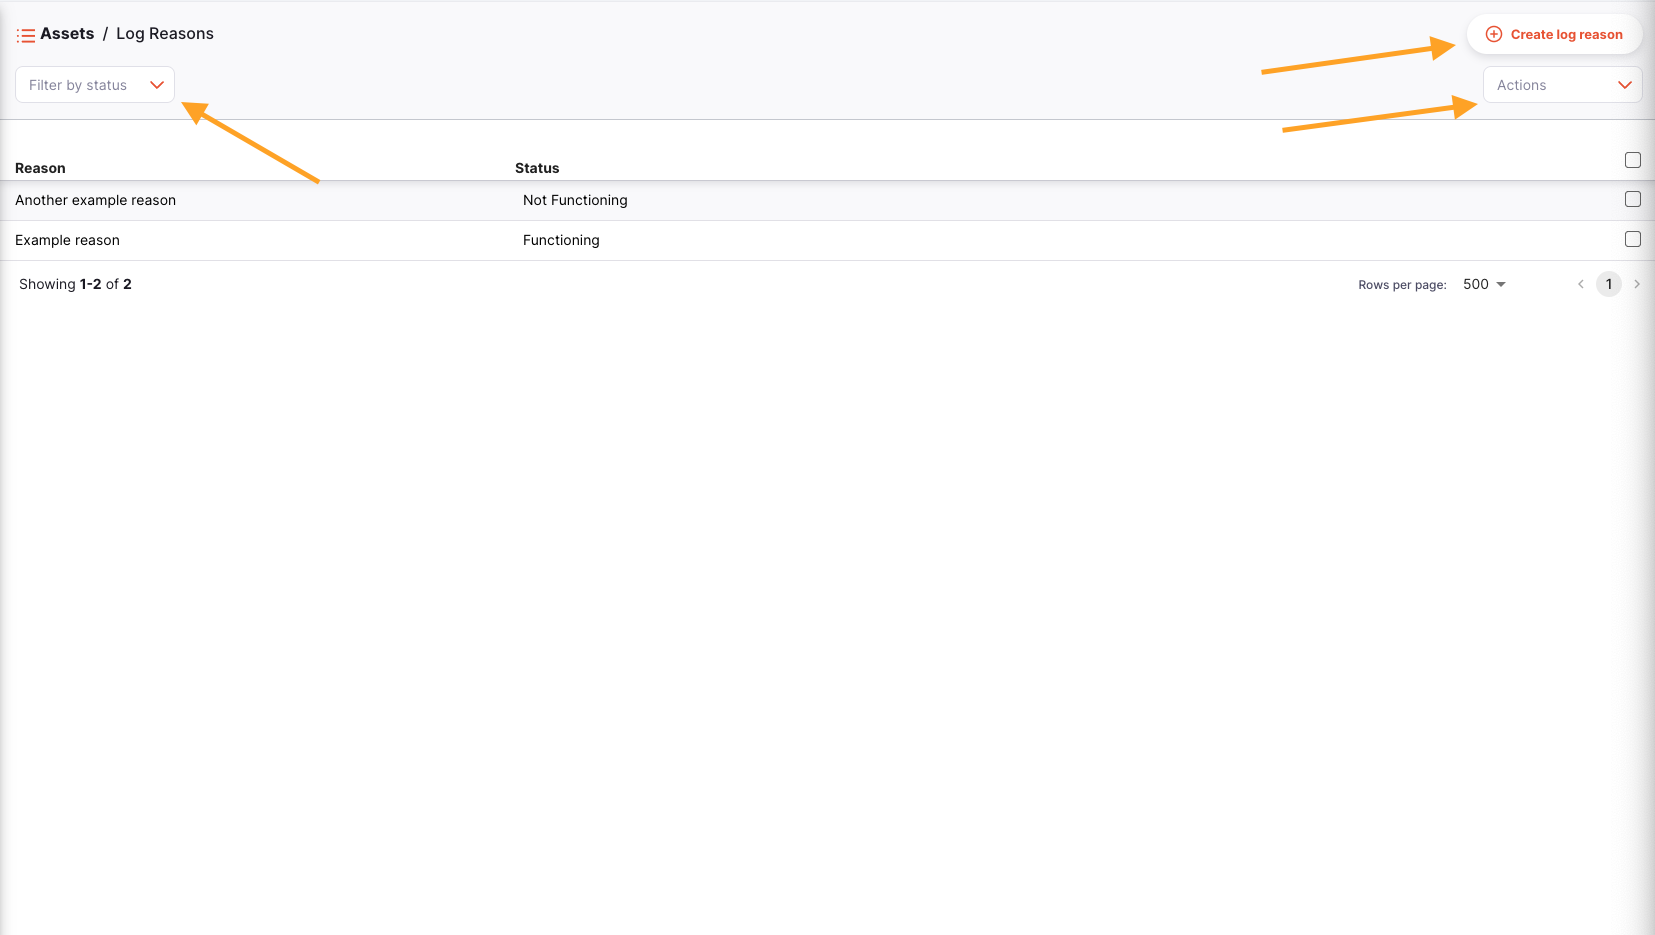 Assets / Log Reasons
Create log reason
Filter by status
Actions
Reason Status
Another example reason Not Functioning
Example reason Functioning
Showing 1-2 of 2 Rows per page: 500 1